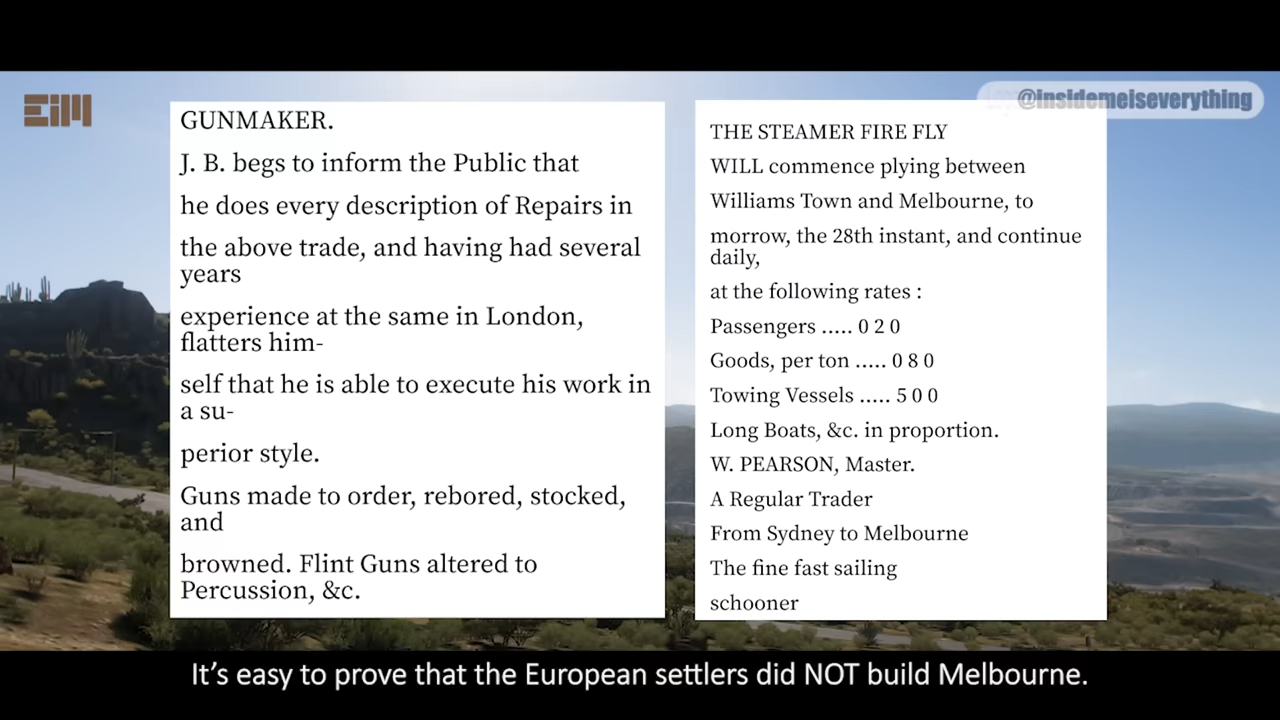 EiM
@insidemeiseverything
GUNMAKER.
J. B. begs to inform the Public that
he does every description of Repairs in
the above trade, and having had several
years
experience at the same in London,
flatters him-
self that he is able to execute his work in
a su-
perior style.
Guns made to order, rebored, stocked,
and
browned. Flint Guns altered to
Percussion, &c.
THE STEAMER FIRE FLY
WILL commence plying between
Williams Town and Melbourne, to
morrow, the 28th instant, and continue
daily,
at the following rates :
Passengers ..... 0 2 0
Goods, per ton ..... 0 8 0
Towing Vessels ..... 5 0 0
Long Boats, &c. in proportion.
W. PEARSON, Master.
A Regular Trader
From Sydney to Melbourne
The fine fast sailing
schooner
It's easy to prove that the European settlers did NOT build Melbourne.